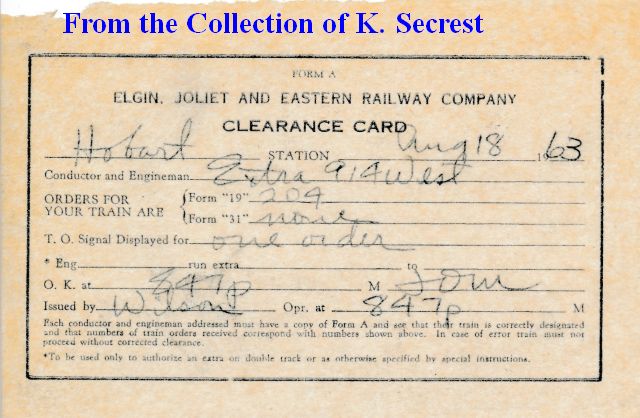 From the Collection of K. Secrest
FORM A
ELGIN, JOLIET AND EASTERN RAILWAY COMPANY
CLEARANCE CARD
Hobart STATION Aug 18 1963
Conductor and Engineman Extra 914 West
ORDERS FOR YOUR TRAIN ARE { Form "19" 204
{ Form "31" none
T. O. Signal Displayed for one order
* Eng. run extra to
O. K. at 847p M JOM
Issued by Wilson Opr. at 847p M
Each conductor and engineman addressed must have a copy of Form A and see that their train is correctly designated
and that numbers of train orders received correspond with numbers shown above. In case of error train must not
proceed without corrected clearance.
*To be used only to authorize an extra on double track or as otherwise specified by special instructions.